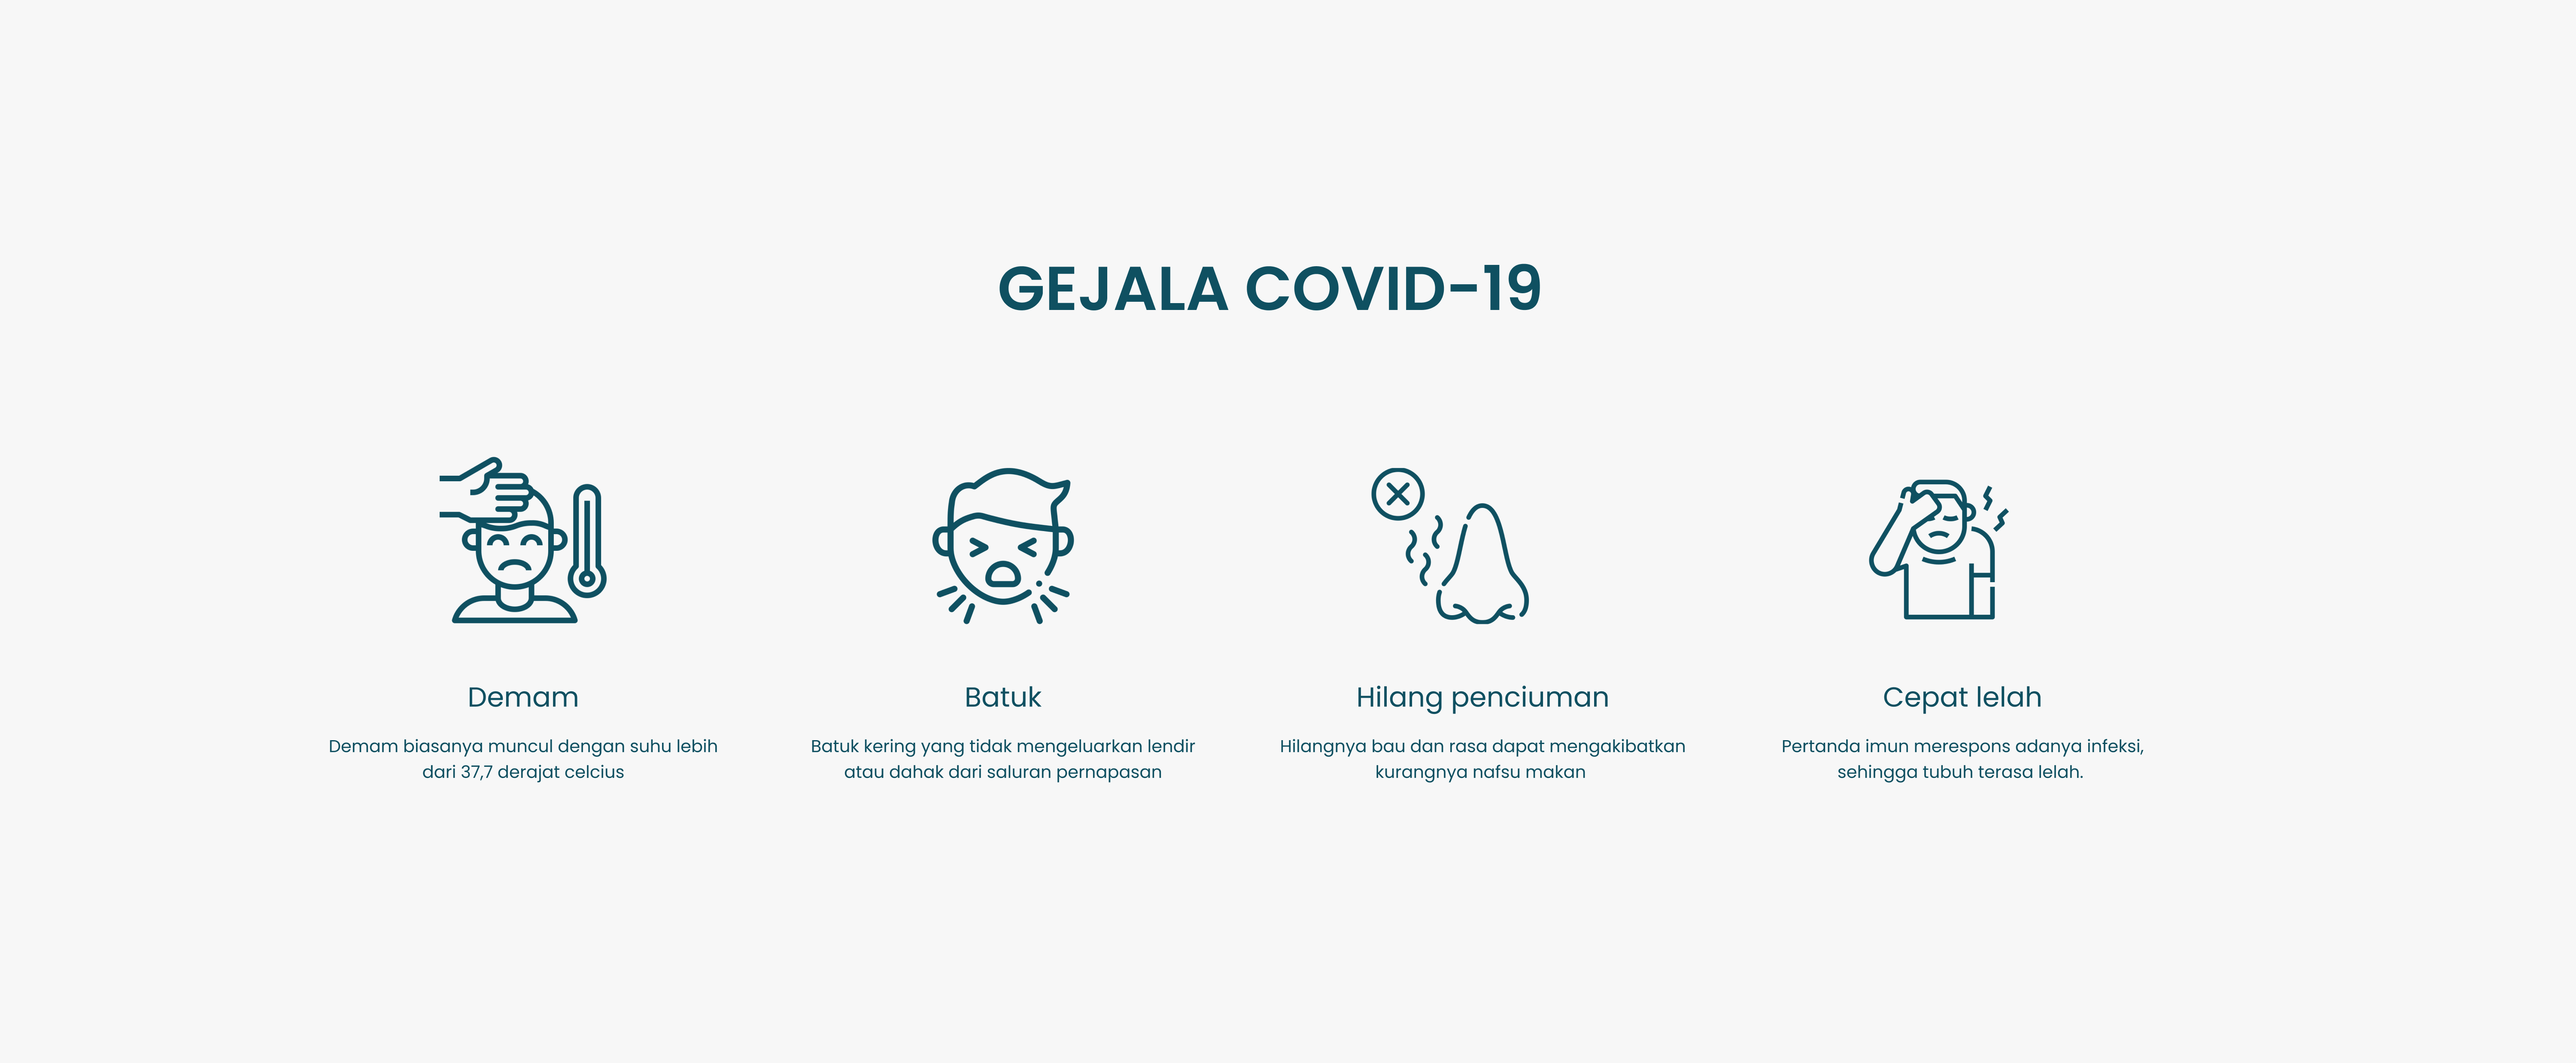 GEJALA COVID-19
Demam
Demam biasanya muncul dengan suhu lebih
dari 37,7 derajat celcius
Batuk
Batuk kering yang tidak mengeluarkan lendir
atau dahak dari saluran pernapasan
Hilang penciuman
Hilangnya bau dan rasa dapat mengakibatkan
kurangnya nafsu makan
Cepat lelah
Pertanda imun merespons adanya infeksi,
sehingga tubuh terasa lelah.